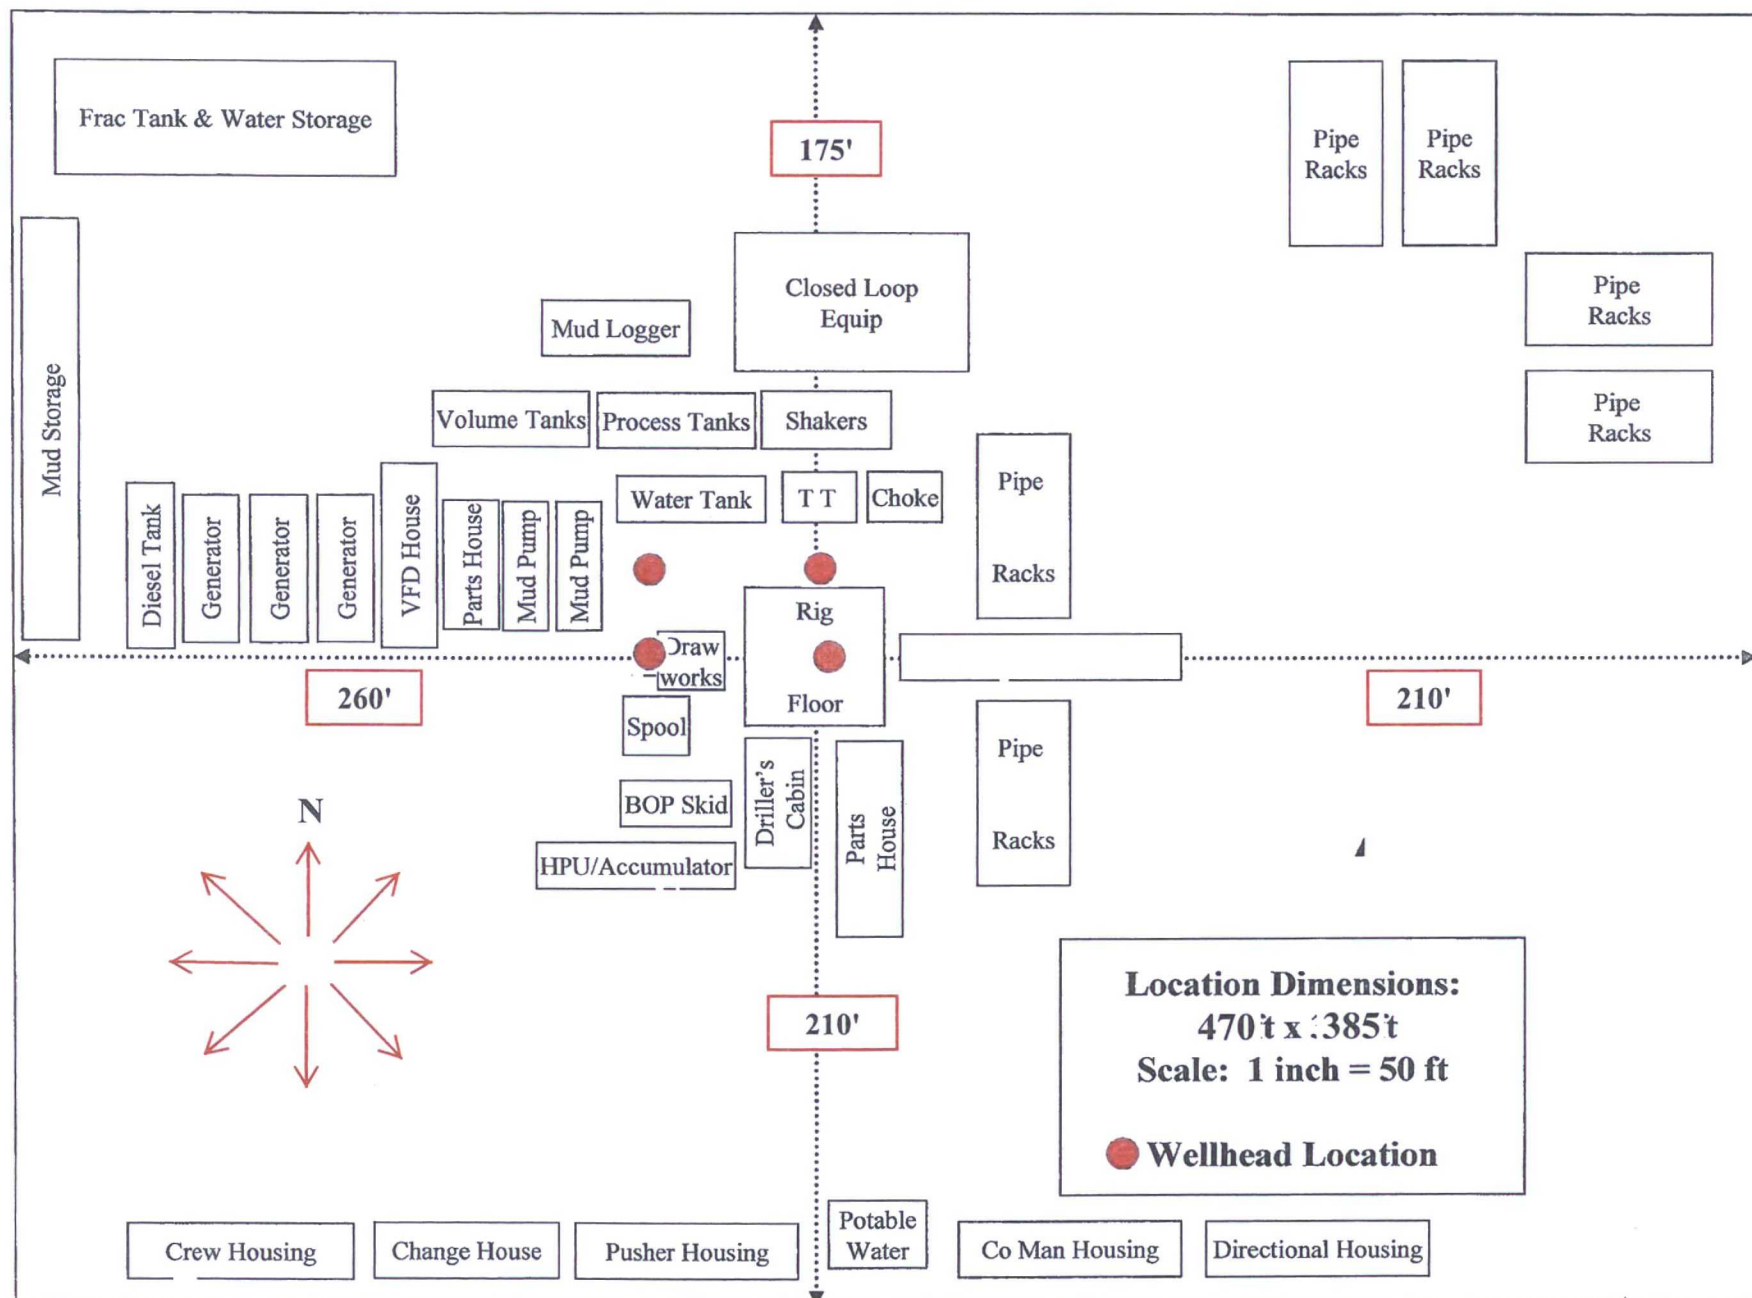 Frac Tank & Water Storage
175'
Pipe
Racks
Pipe
Racks
Closed Loop
Equip
Pipe
Racks
Mud Logger
Mud Storage
Pipe
Racks
Volume Tanks
Process Tanks
Shakers
Water Tank
T T
Choke
Pipe
Racks
Diesel Tank
Generator
Generator
Generator
VFD House
Parts House
Mud Pump
Mud Pump
Rig
Floor
Draw
works
260'
210'
Spool
Pipe
Racks
Driller's
Cabin
Parts
House
BOP Skid
HPU/Accumulator
N
Location Dimensions:
470't x 385't
Scale: 1 inch = 50 ft
Wellhead Location
210'
Crew Housing
Change House
Pusher Housing
Potable
Water
Co Man Housing
Directional Housing